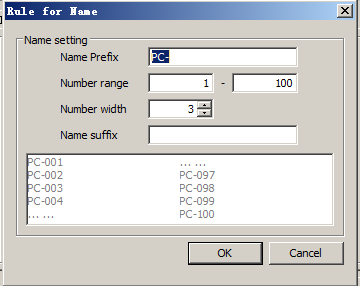 Rule for Name
Name setting
Name Prefix PC-
Number range 1 - 100
Number width 3
Name suffix
PC-001 ... ...
PC-002 PC-097
PC-003 PC-098
PC-004 PC-099
... ... PC-100
OK Cancel